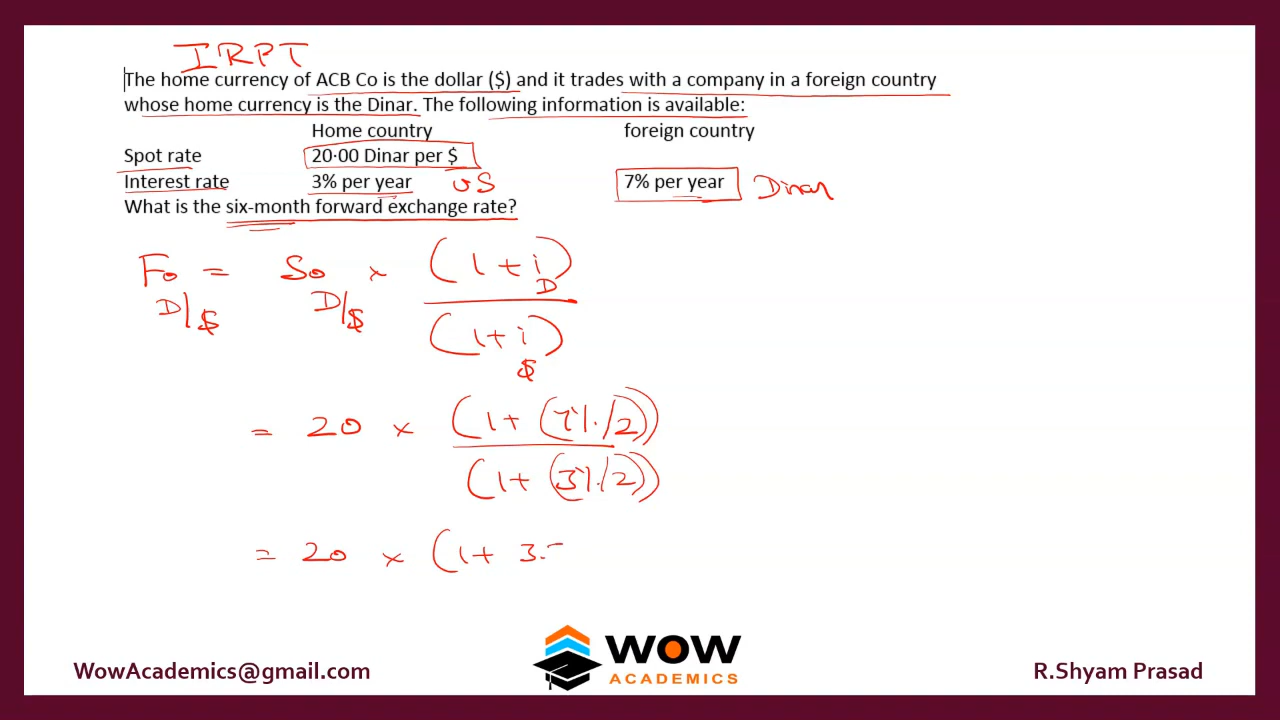 IRPT
The home currency of ACB Co is the dollar ($) and it trades with a company in a foreign country
whose home currency is the Dinar. The following information is available:
Home country foreign country
Spot rate 20·00 Dinar per $
Interest rate 3% per year US 7% per year Dinar
What is the six-month forward exchange rate?
F0 = S0 × (1+i)
D/$ D/$ D
(1+i)
$
= 20 × (1+(7%/2))
(1+(3%/2))
= 20 × (1+ 3.
WOW
ACADEMICS
WowAcademics@gmail.com R.Shyam Prasad